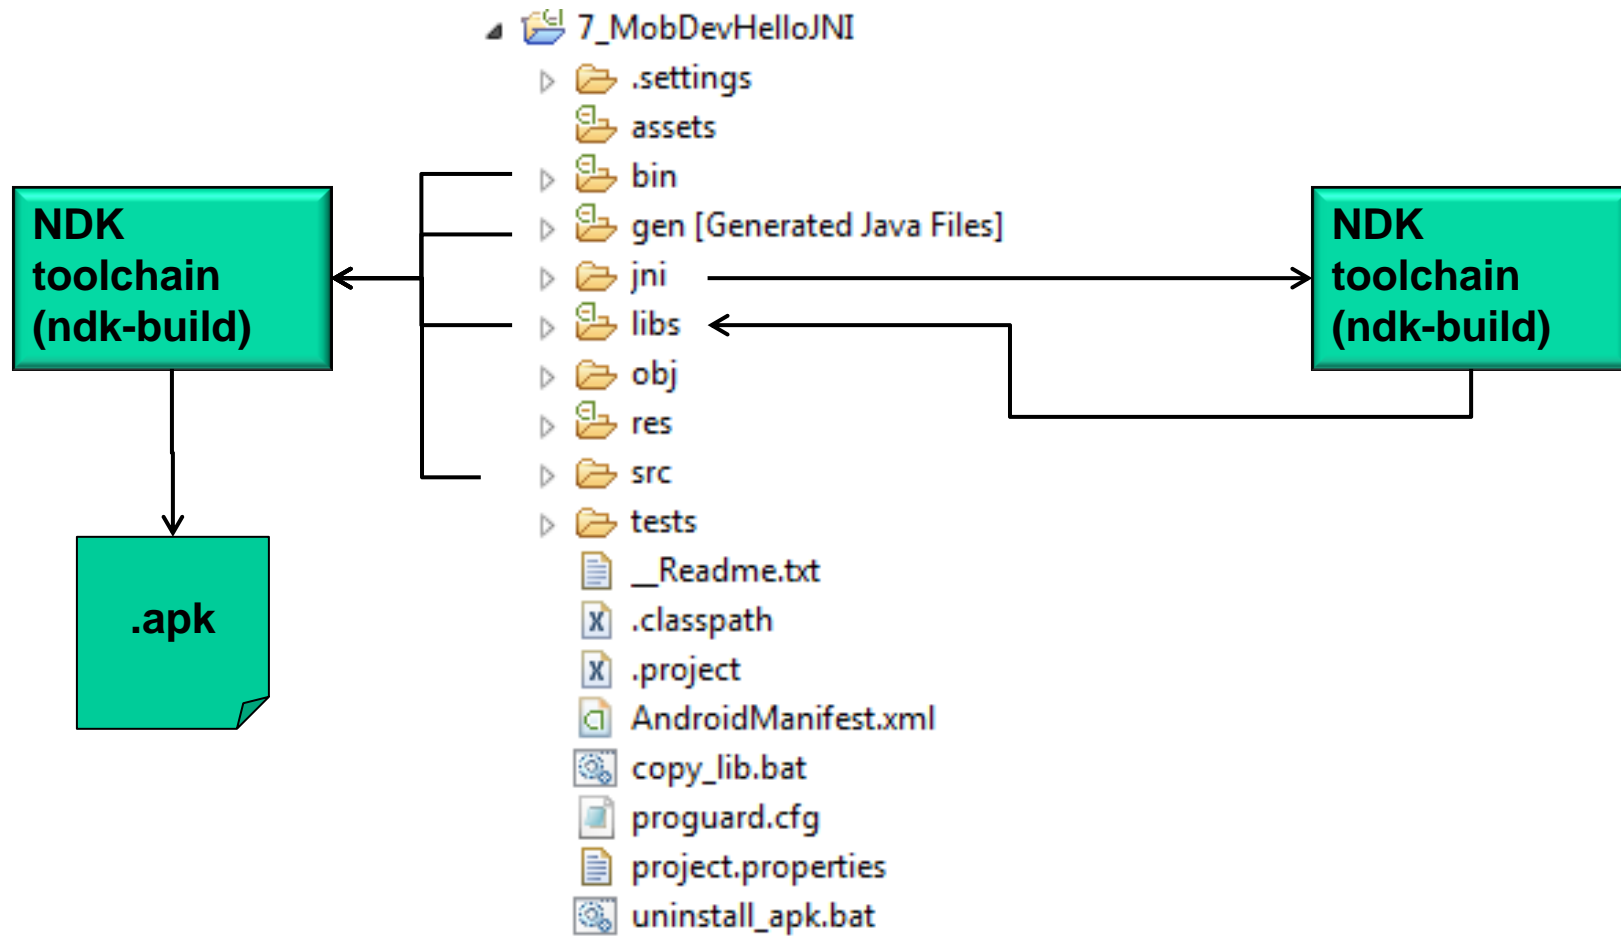 7_MobDevHelloJNI
.settings
assets
bin
gen [Generated Java Files]
jni
libs
obj
res
src
tests
__Readme.txt
.classpath
.project
AndroidManifest.xml
copy_lib.bat
proguard.cfg
project.properties
uninstall_apk.bat
NDK
toolchain
(ndk-build)
.apk
NDK
toolchain
(ndk-build)